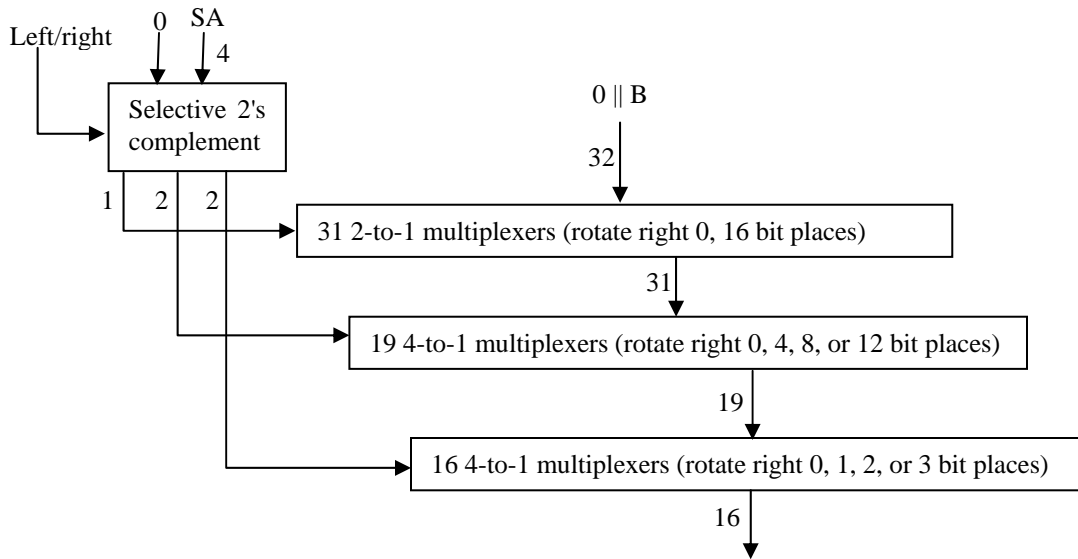 Left/right
0
SA
4
Selective 2's
complement
0 || B
32
1
2
2
31 2-to-1 multiplexers (rotate right 0, 16 bit places)
31
19 4-to-1 multiplexers (rotate right 0, 4, 8, or 12 bit places)
19
16 4-to-1 multiplexers (rotate right 0, 1, 2, or 3 bit places)
16